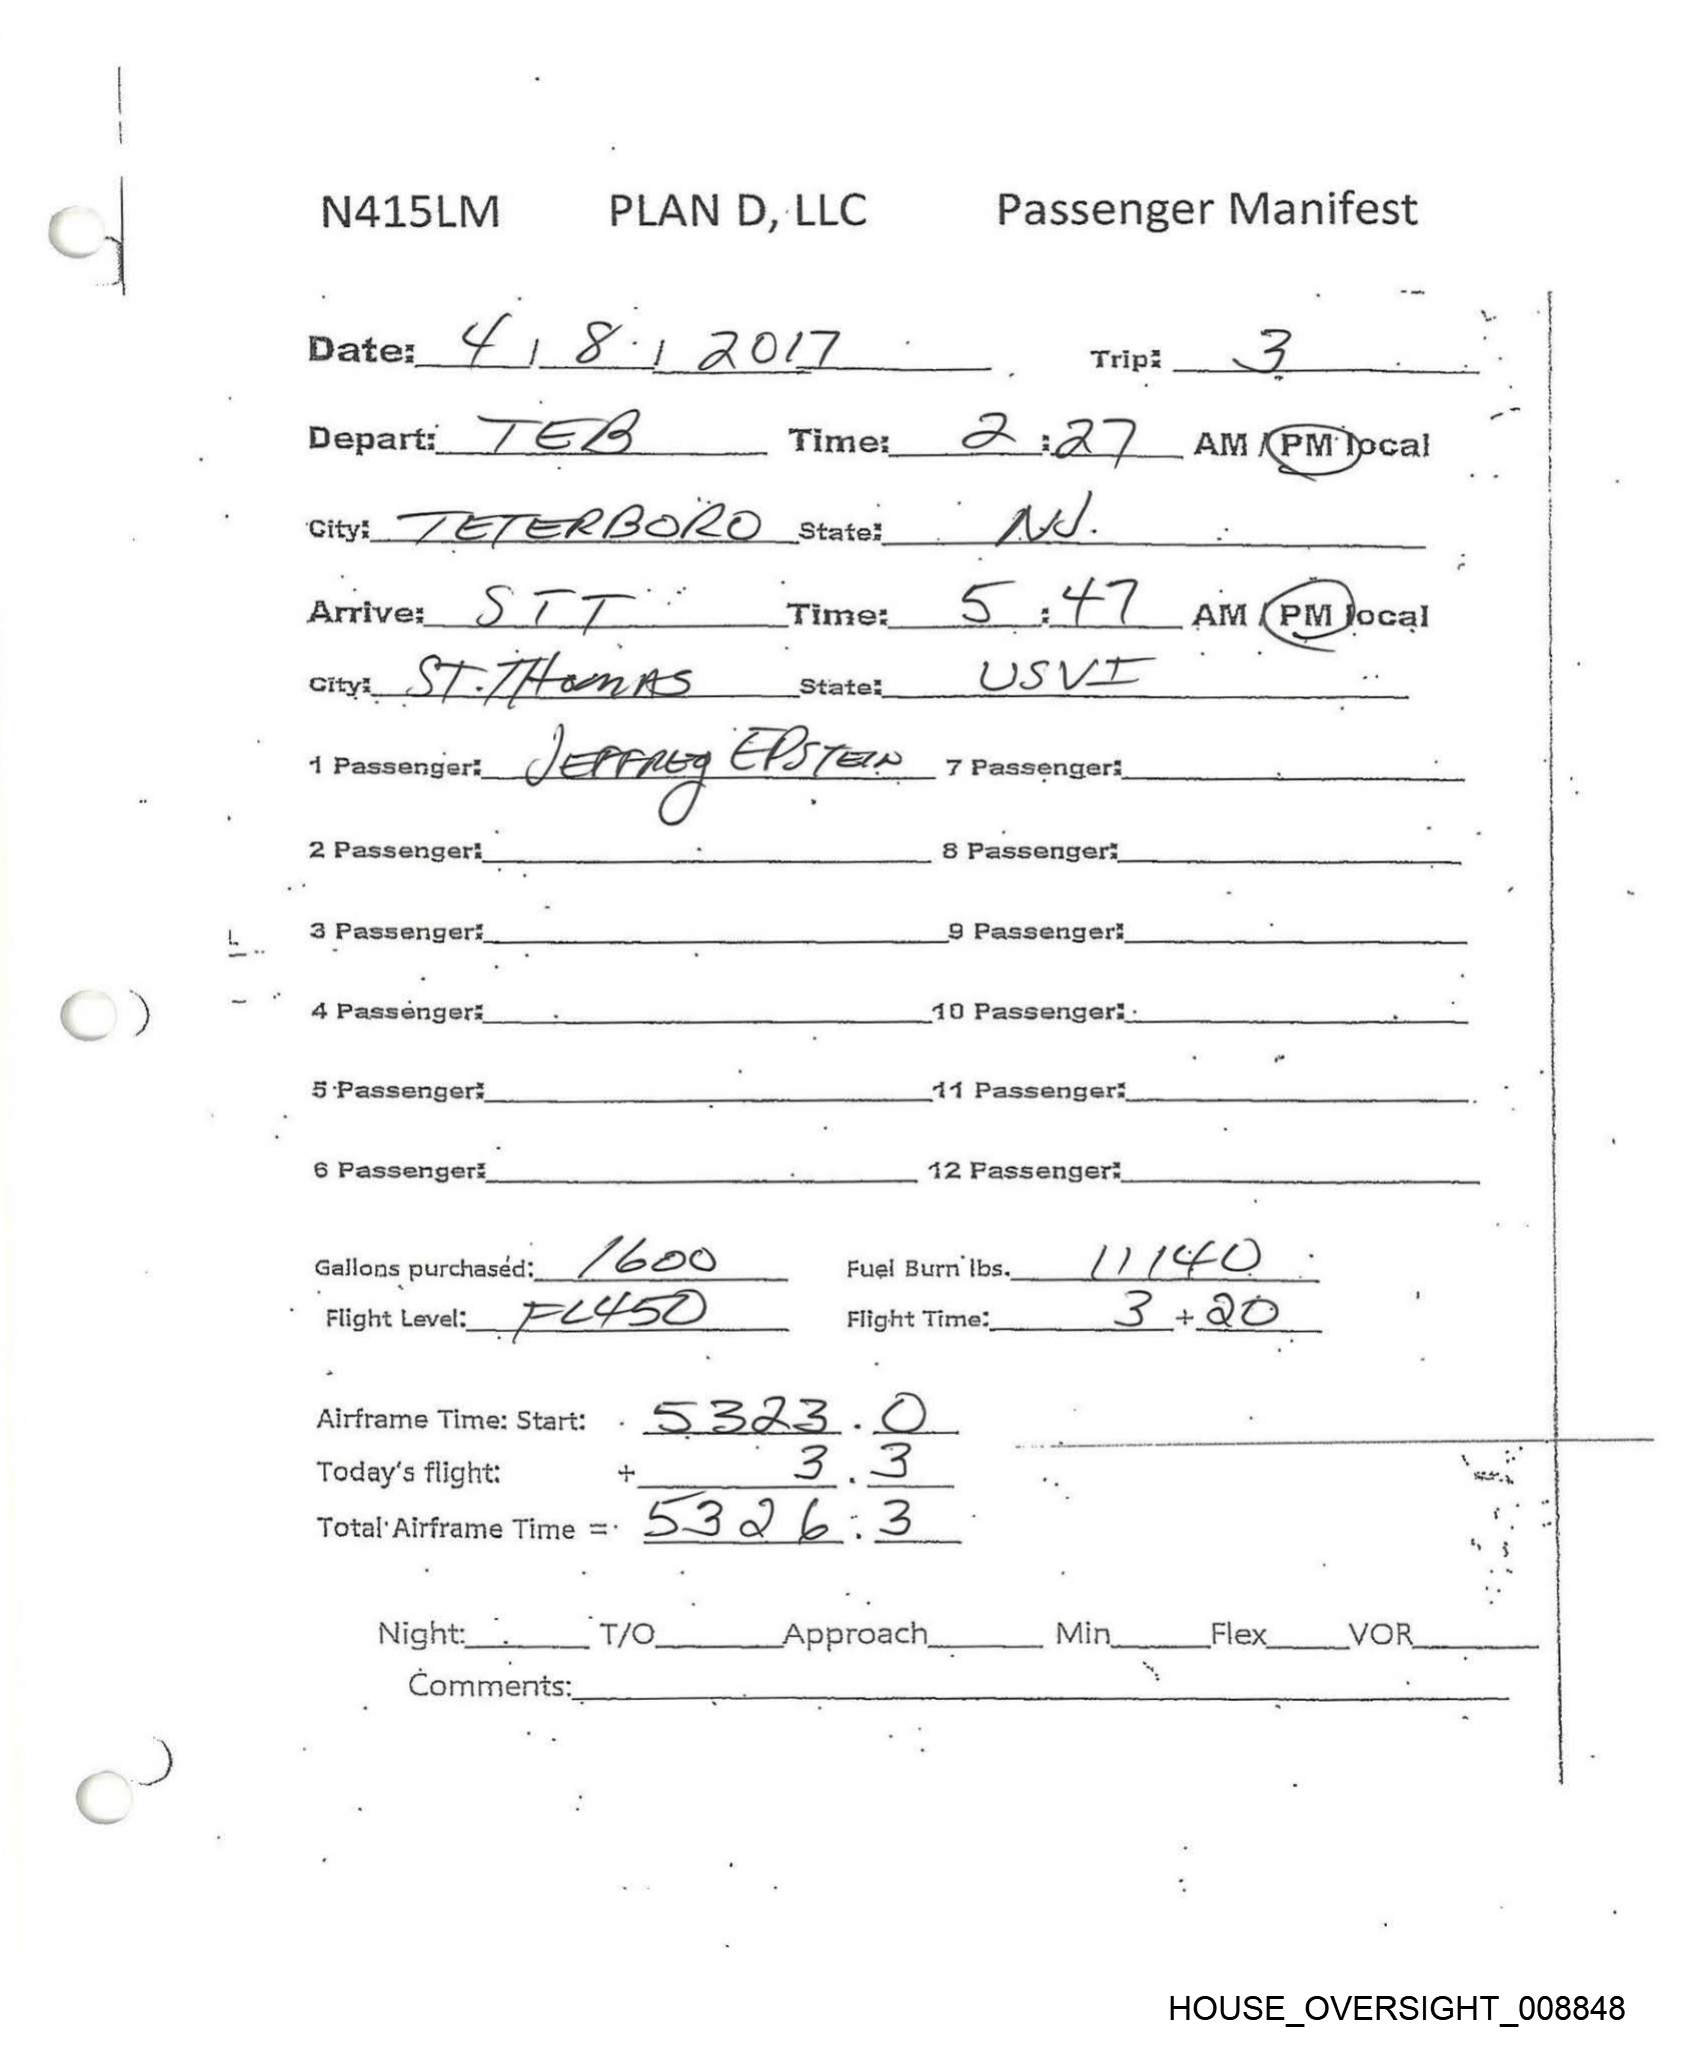 N415LM PLAN D, LLC Passenger Manifest
Date: 4 / 8 / 2017 Trip: 3
Depart: TEB Time: 2:27 AM / PM local
City: TETERBORO State: NJ.
Arrive: STT Time: 5:47 AM / PM local
City: ST. THOMAS State: USVI
1 Passenger: JEFFREY EPSTEIN 7 Passenger:
2 Passenger: 8 Passenger:
3 Passenger: 9 Passenger:
4 Passenger: 10 Passenger:
5 Passenger: 11 Passenger:
6 Passenger: 12 Passenger:
Gallons purchased: 1600 Fuel Burn lbs. 11140
Flight Level: FL450 Flight Time: 3 + 20
Airframe Time: Start: 5323.0
Today's flight: + 3.3
Total Airframe Time = 5326.3
Night: T/O Approach Min Flex VOR
Comments:
HOUSE_OVERSIGHT_008848